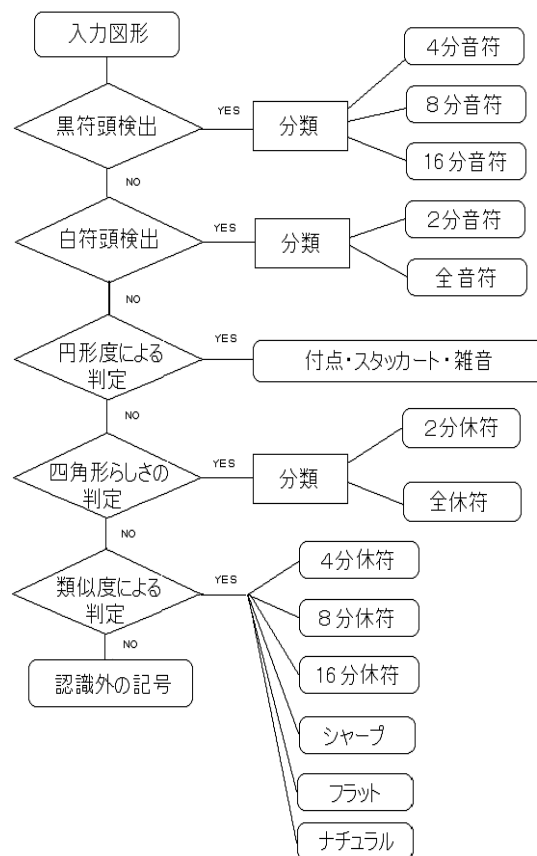 入力図形
黒符頭検出
YES
分類
4分音符
8分音符
16分音符
NO
白符頭検出
YES
分類
2分音符
全音符
NO
円形度による
判定
YES
付点・スタッカート・雑音
NO
四角形らしさの
判定
YES
分類
2分休符
全休符
NO
類似度による
判定
YES
4分休符
8分休符
16分休符
シャープ
フラット
ナチュラル
NO
認識外の記号